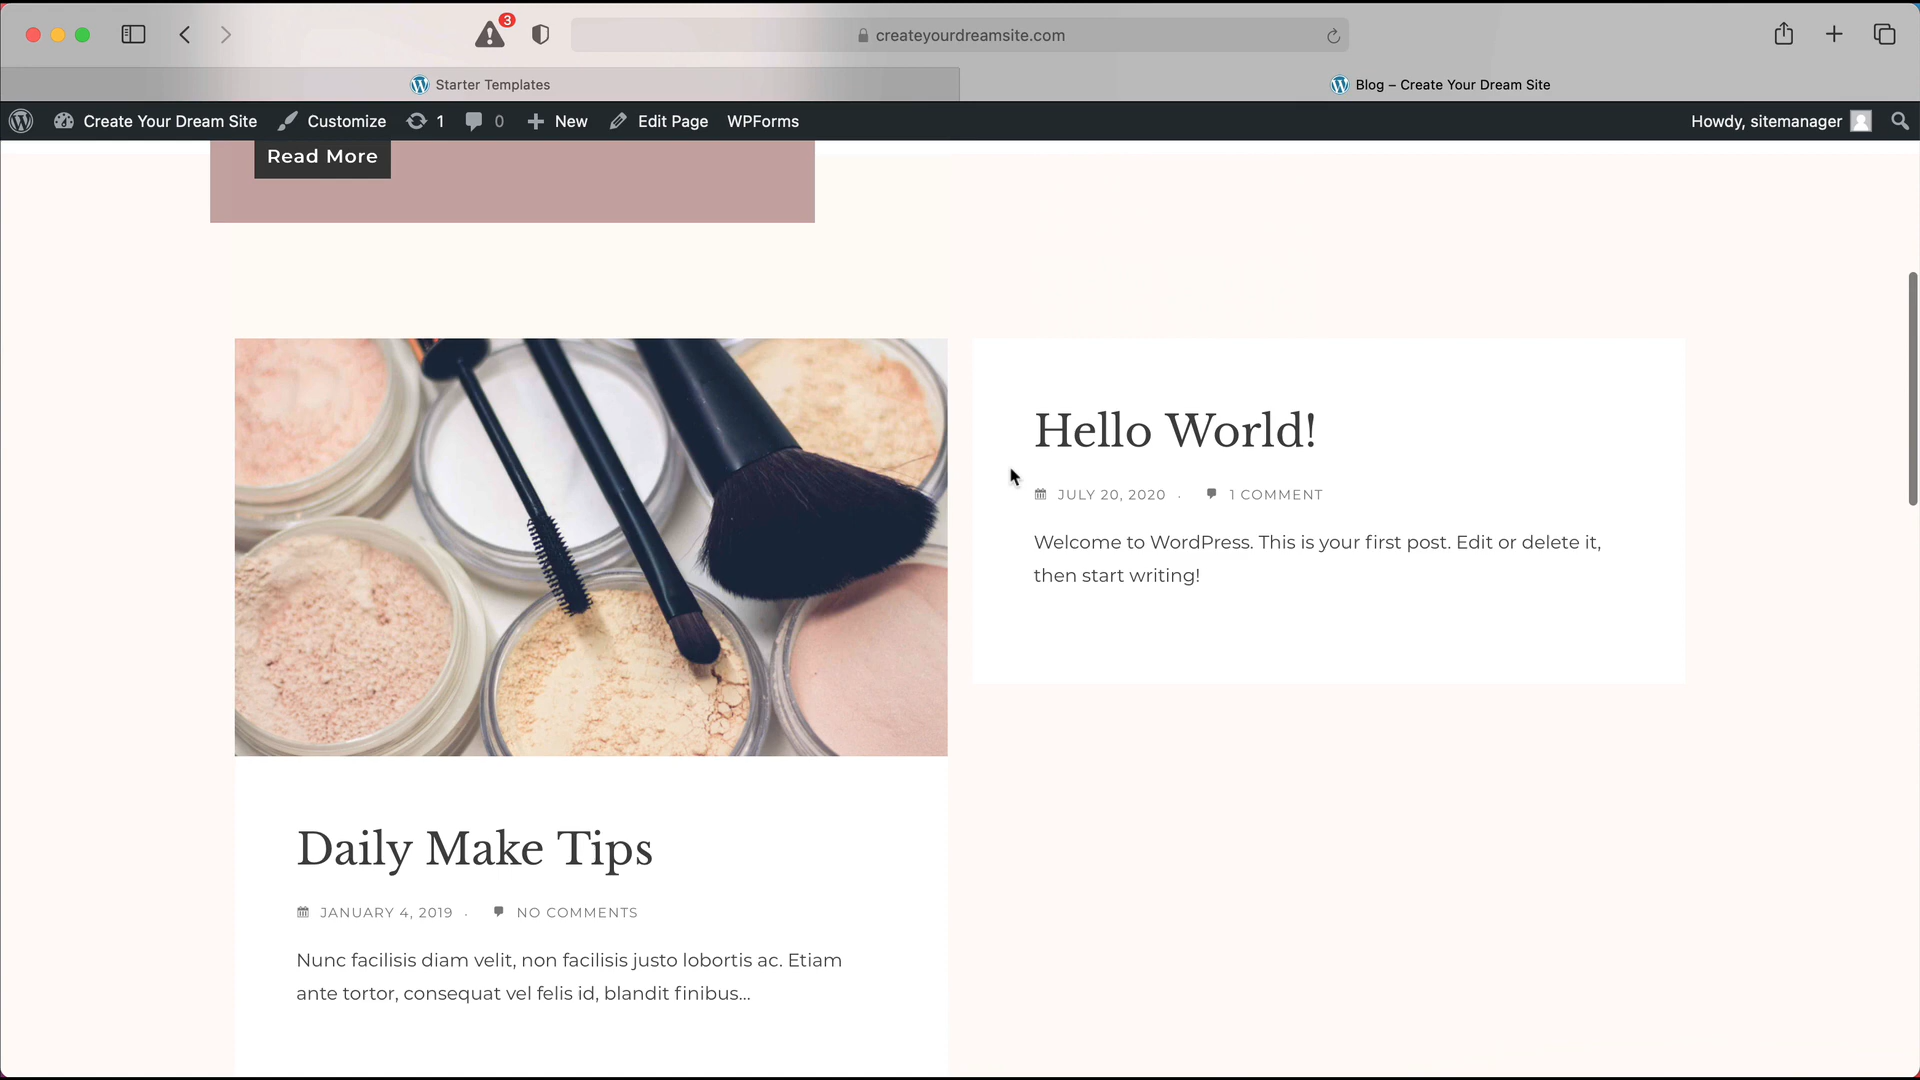 3
createyourdreamsite.com
Starter Templates
Blog – Create Your Dream Site
Create Your Dream Site Customize 1 0 New Edit Page WPForms Howdy, sitemanager
Read More
Hello World!
JULY 20, 2020 . 1 COMMENT
Welcome to WordPress. This is your first post. Edit or delete it,
then start writing!
Daily Make Tips
JANUARY 4, 2019 . NO COMMENTS
Nunc facilisis diam velit, non facilisis justo lobortis ac. Etiam
ante tortor, consequat vel felis id, blandit finibus...